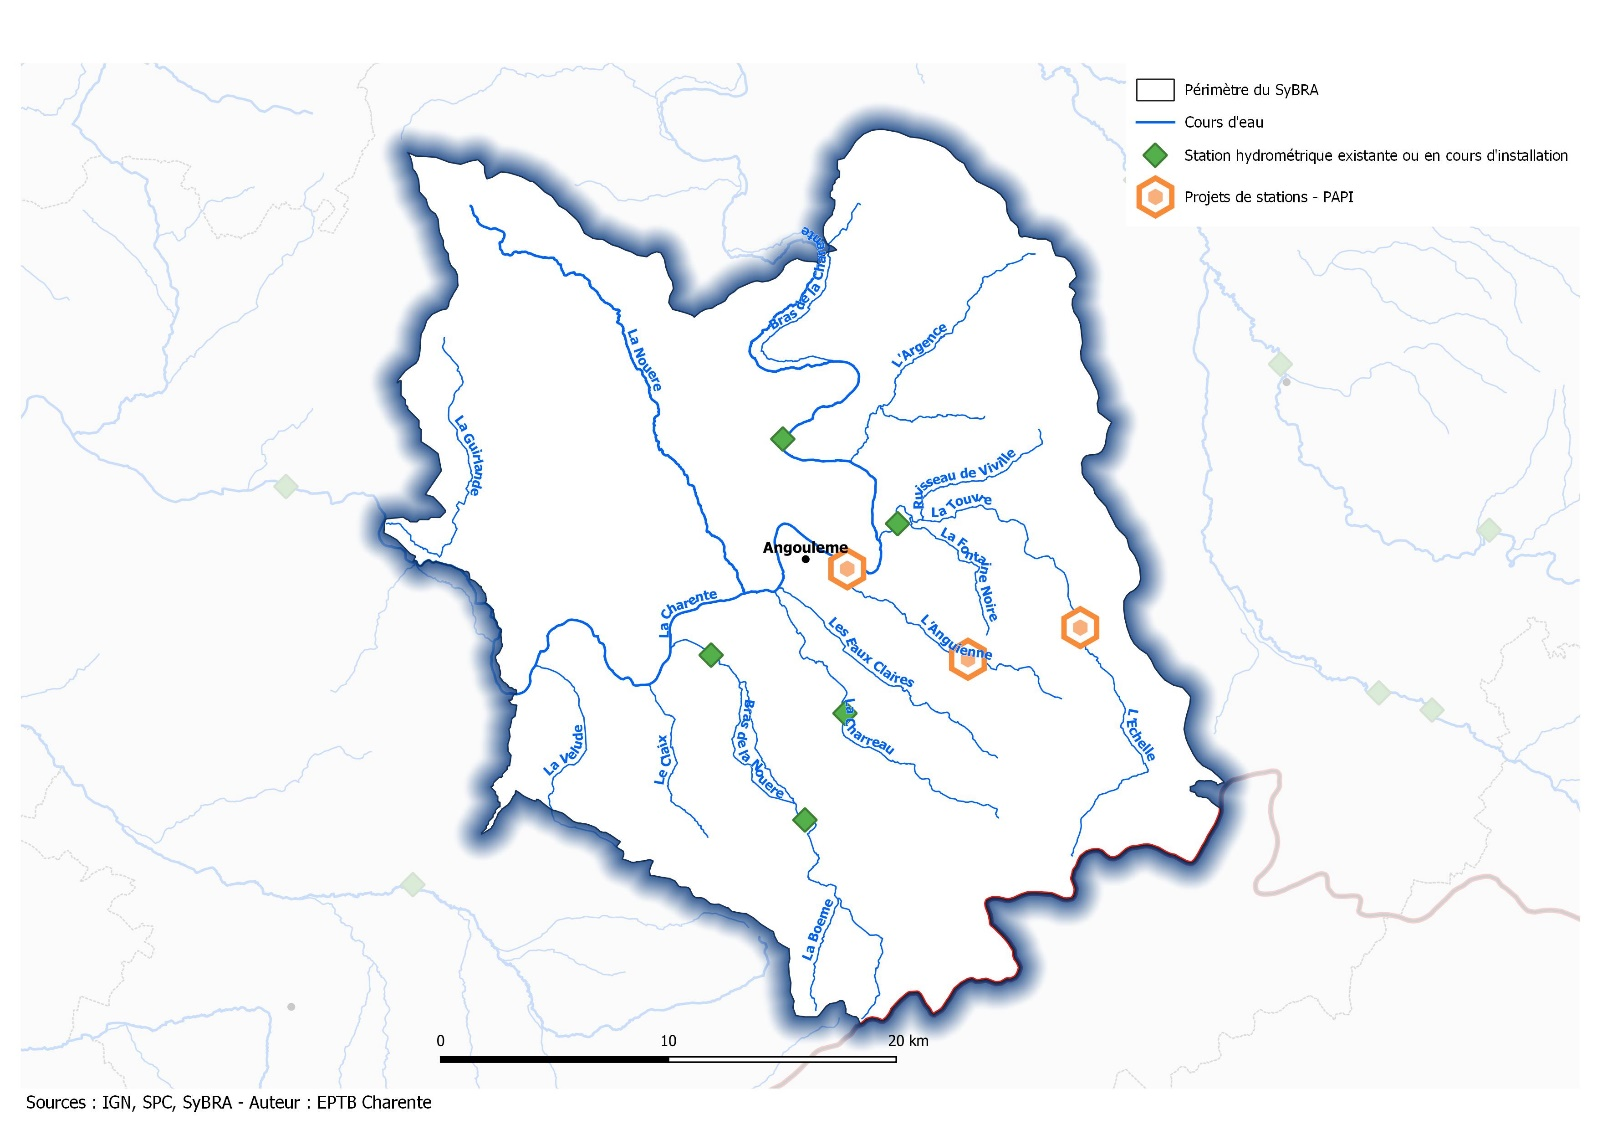 Périmètre du SyBRA
Cours d'eau
Station hydrométrique existante ou en cours d'installation
Projets de stations - PAPI
Bras de la Charente
L'Argence
La Nouere
La Guirlande
Ruisseau de Viville
La Touvre
La Fontaine Noire
Angouleme
La Charente
Les Eaux Claires
L'Anguienne
La Charreau
L'Echelle
Bras de la Nouere
La Velude
Le Claix
La Boeme
0 10 20 km
Sources : IGN, SPC, SyBRA - Auteur : EPTB Charente